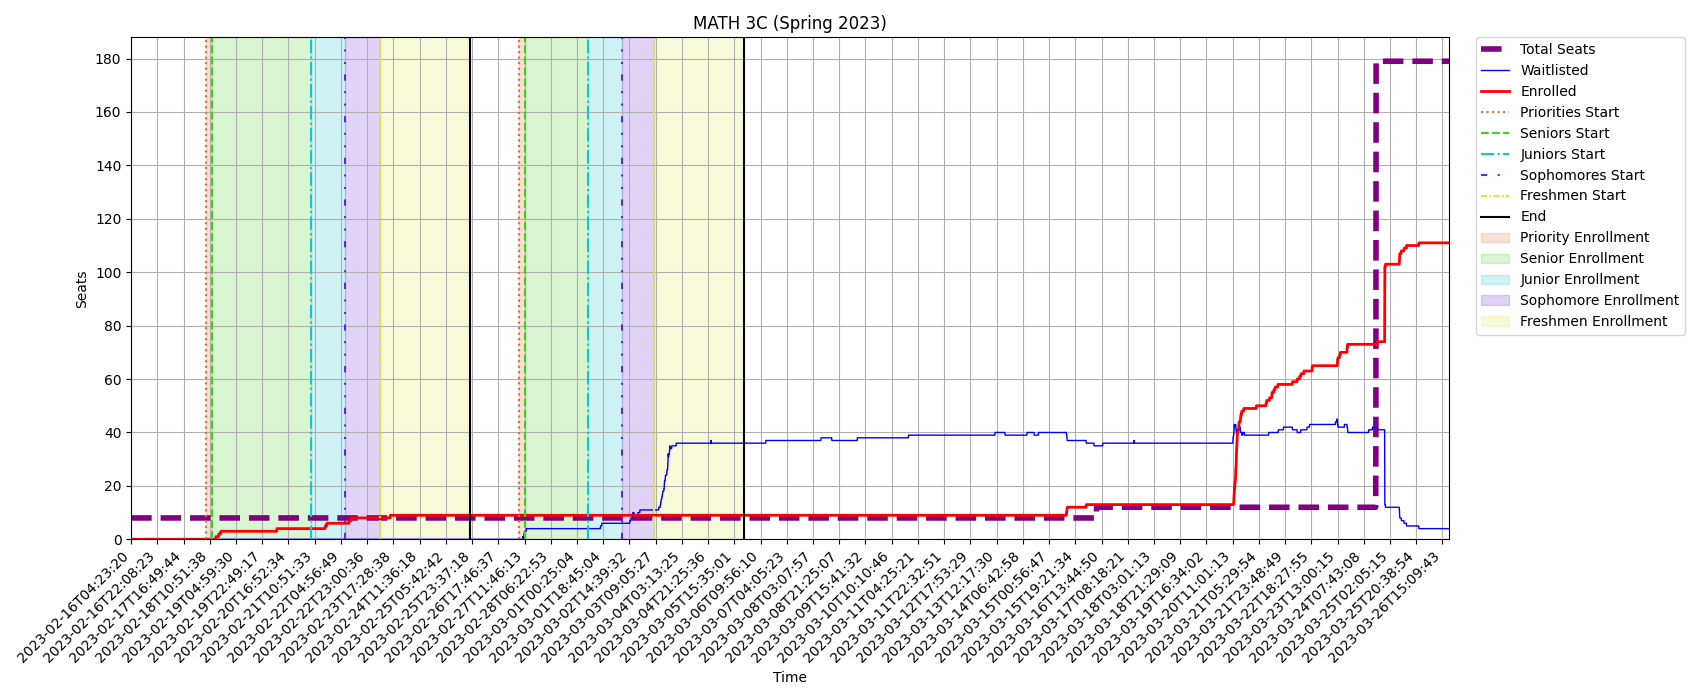 MATH 3C (Spring 2023)
Seats
180
160
140
120
100
80
60
40
20
0
2023-02-16T04:23:20
2023-02-16T22:08:23
2023-02-17T16:49:44
2023-02-18T10:51:38
2023-02-19T04:59:30
2023-02-19T22:49:17
2023-02-20T16:52:34
2023-02-21T10:51:33
2023-02-22T04:56:49
2023-02-22T23:00:36
2023-02-23T17:28:38
2023-02-24T11:36:18
2023-02-25T05:42:42
2023-02-25T23:37:18
2023-02-26T17:46:37
2023-02-27T11:46:13
2023-02-28T06:22:53
2023-03-01T00:25:04
2023-03-01T18:45:04
2023-03-02T14:39:32
2023-03-03T09:05:27
2023-03-04T03:13:25
2023-03-04T21:25:36
2023-03-05T15:35:01
2023-03-06T09:56:10
2023-03-07T04:05:23
2023-03-08T03:07:57
2023-03-08T21:25:07
2023-03-09T15:41:32
2023-03-10T10:10:46
2023-03-11T04:25:21
2023-03-11T22:32:51
2023-03-12T17:53:29
2023-03-13T12:17:30
2023-03-14T06:42:58
2023-03-15T00:56:47
2023-03-15T19:21:34
2023-03-16T13:44:50
2023-03-17T08:18:21
2023-03-18T03:01:13
2023-03-18T21:29:09
2023-03-19T16:34:02
2023-03-20T11:01:13
2023-03-21T05:29:54
2023-03-21T23:48:49
2023-03-22T18:27:55
2023-03-23T13:00:15
2023-03-24T07:43:08
2023-03-25T02:05:15
2023-03-25T20:38:54
2023-03-26T15:09:43
Time
Total Seats
Waitlisted
Enrolled
Priorities Start
Seniors Start
Juniors Start
Sophomores Start
Freshmen Start
End
Priority Enrollment
Senior Enrollment
Junior Enrollment
Sophomore Enrollment
Freshmen Enrollment